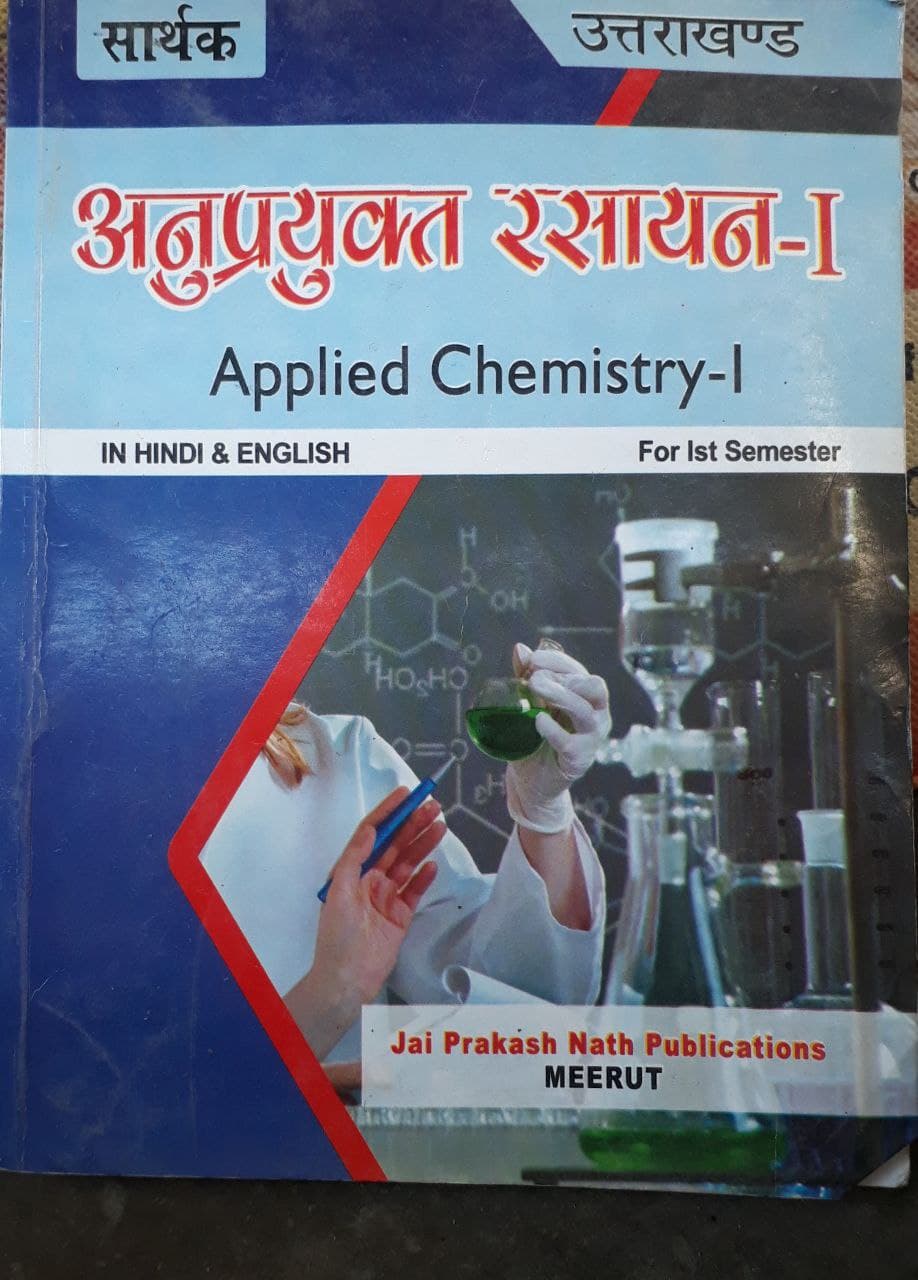 सार्थक
उत्तराखण्ड
अनुप्रयुक्त रसायन-I
Applied Chemistry-I
IN HINDI & ENGLISH
For Ist Semester
Jai Prakash Nath Publications
MEERUT